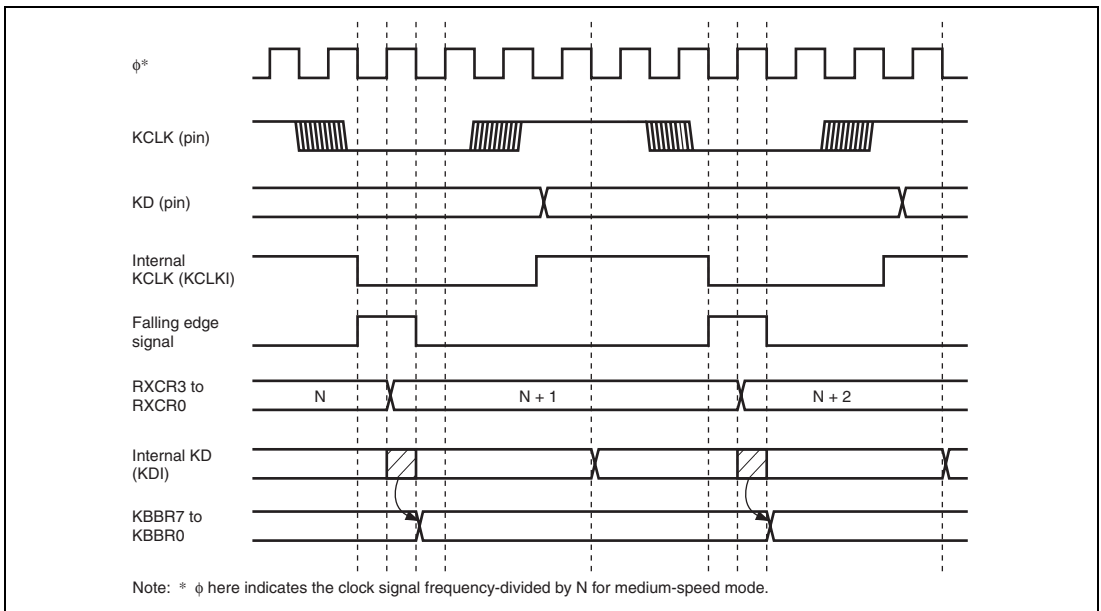 ϕ*
KCLK (pin)
KD (pin)
Internal
KCLK (KCLKI)
Falling edge
signal
RXCR3 to
RXCR0
N
N + 1
N + 2
Internal KD
(KDI)
KBBR7 to
KBBR0
Note: * ϕ here indicates the clock signal frequency-divided by N for medium-speed mode.